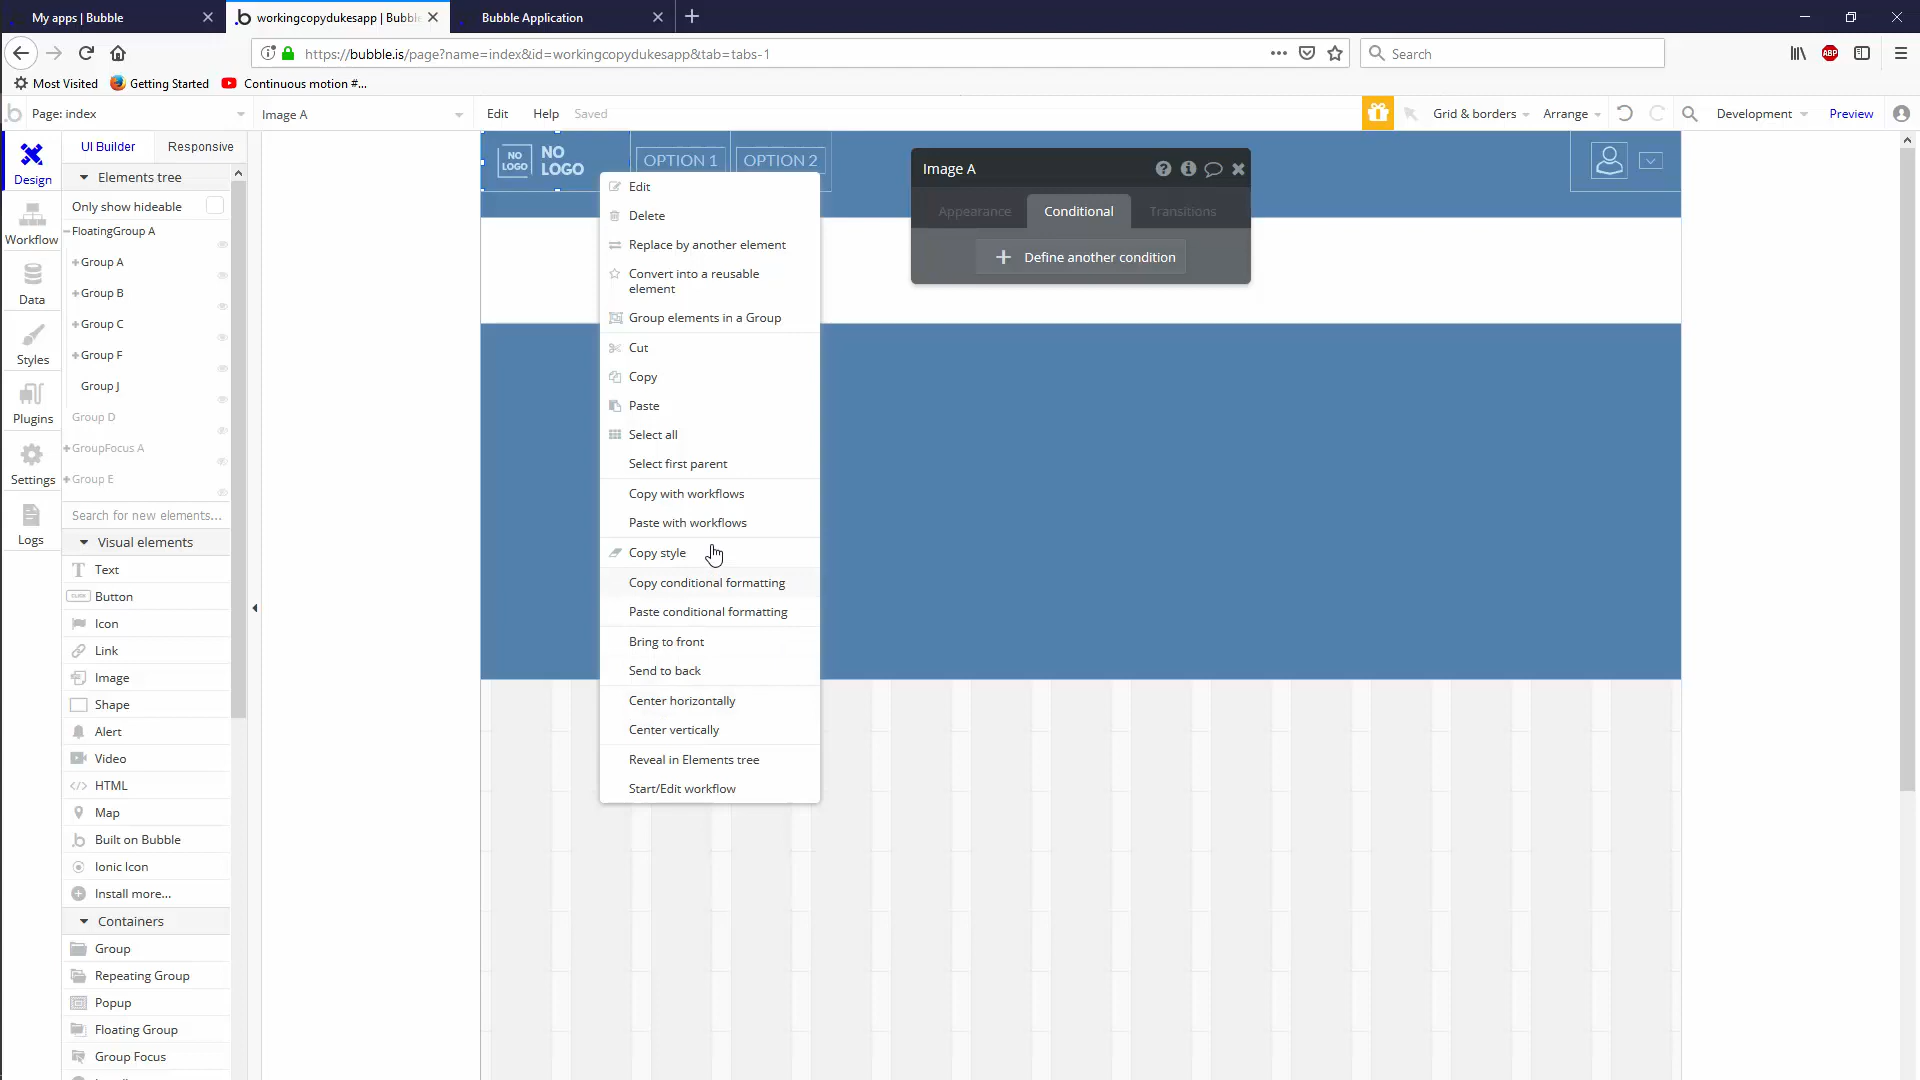 My apps | Bubble
workingcopydukesapp | Bubble
Bubble Application
https://bubble.is/page?name=index&id=workingcopydukesapp&tab=tabs-1
Search
ABP
Most Visited
Getting Started
Continuous motion #...
Page: index
Image A
Edit
Help
Saved
Grid & borders
Arrange
Development
Preview
Design
Workflow
Data
Styles
Plugins
Settings
Logs
UI Builder
Responsive
Elements tree
Only show hideable
FloatingGroup A
Group A
Group B
Group C
Group F
Group J
Group D
GroupFocus A
Group E
Search for new elements...
Visual elements
Text
CLICK
Button
Icon
Link
Image
Shape
Alert
Video
HTML
Map
Built on Bubble
Ionic Icon
Install more...
Containers
Group
Repeating Group
Popup
Floating Group
Group Focus
NO
LOGO
NO
LOGO
OPTION 1
OPTION 2
Edit
Delete
Replace by another element
Convert into a reusable
element
Group elements in a Group
Cut
Copy
Paste
Select all
Select first parent
Copy with workflows
Paste with workflows
Copy style
Copy conditional formatting
Paste conditional formatting
Bring to front
Send to back
Center horizontally
Center vertically
Reveal in Elements tree
Start/Edit workflow
Image A
Appearance
Conditional
Transitions
Define another condition